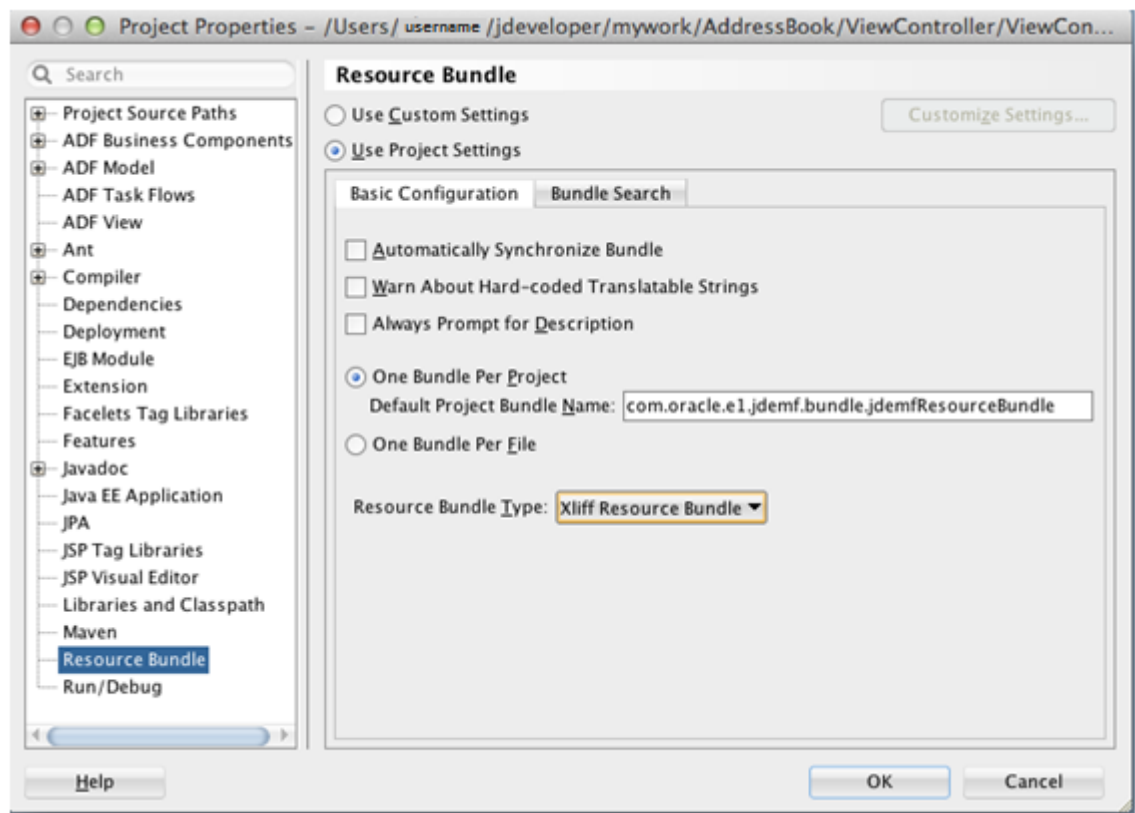 Project Properties – /Users/ username /jdeveloper/mywork/AddressBook/ViewController/ViewCon...
Search
Project Source Paths
ADF Business Components
ADF Model
ADF Task Flows
ADF View
Ant
Compiler
Dependencies
Deployment
EJB Module
Extension
Facelets Tag Libraries
Features
Javadoc
Java EE Application
JPA
JSP Tag Libraries
JSP Visual Editor
Libraries and Classpath
Maven
Resource Bundle
Run/Debug
Resource Bundle
Use Custom Settings
Customize Settings...
Use Project Settings
Basic Configuration
Bundle Search
Automatically Synchronize Bundle
Warn About Hard-coded Translatable Strings
Always Prompt for Description
One Bundle Per Project
Default Project Bundle Name: com.oracle.e1.jdemf.bundle.jdemfResourceBundle
One Bundle Per File
Resource Bundle Type: Xliff Resource Bundle
Help
OK
Cancel